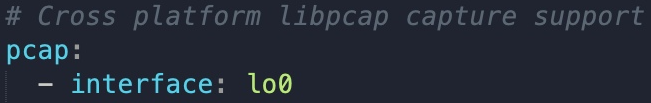 # Cross platform libpcap capture support
pcap:
  - interface: lo0